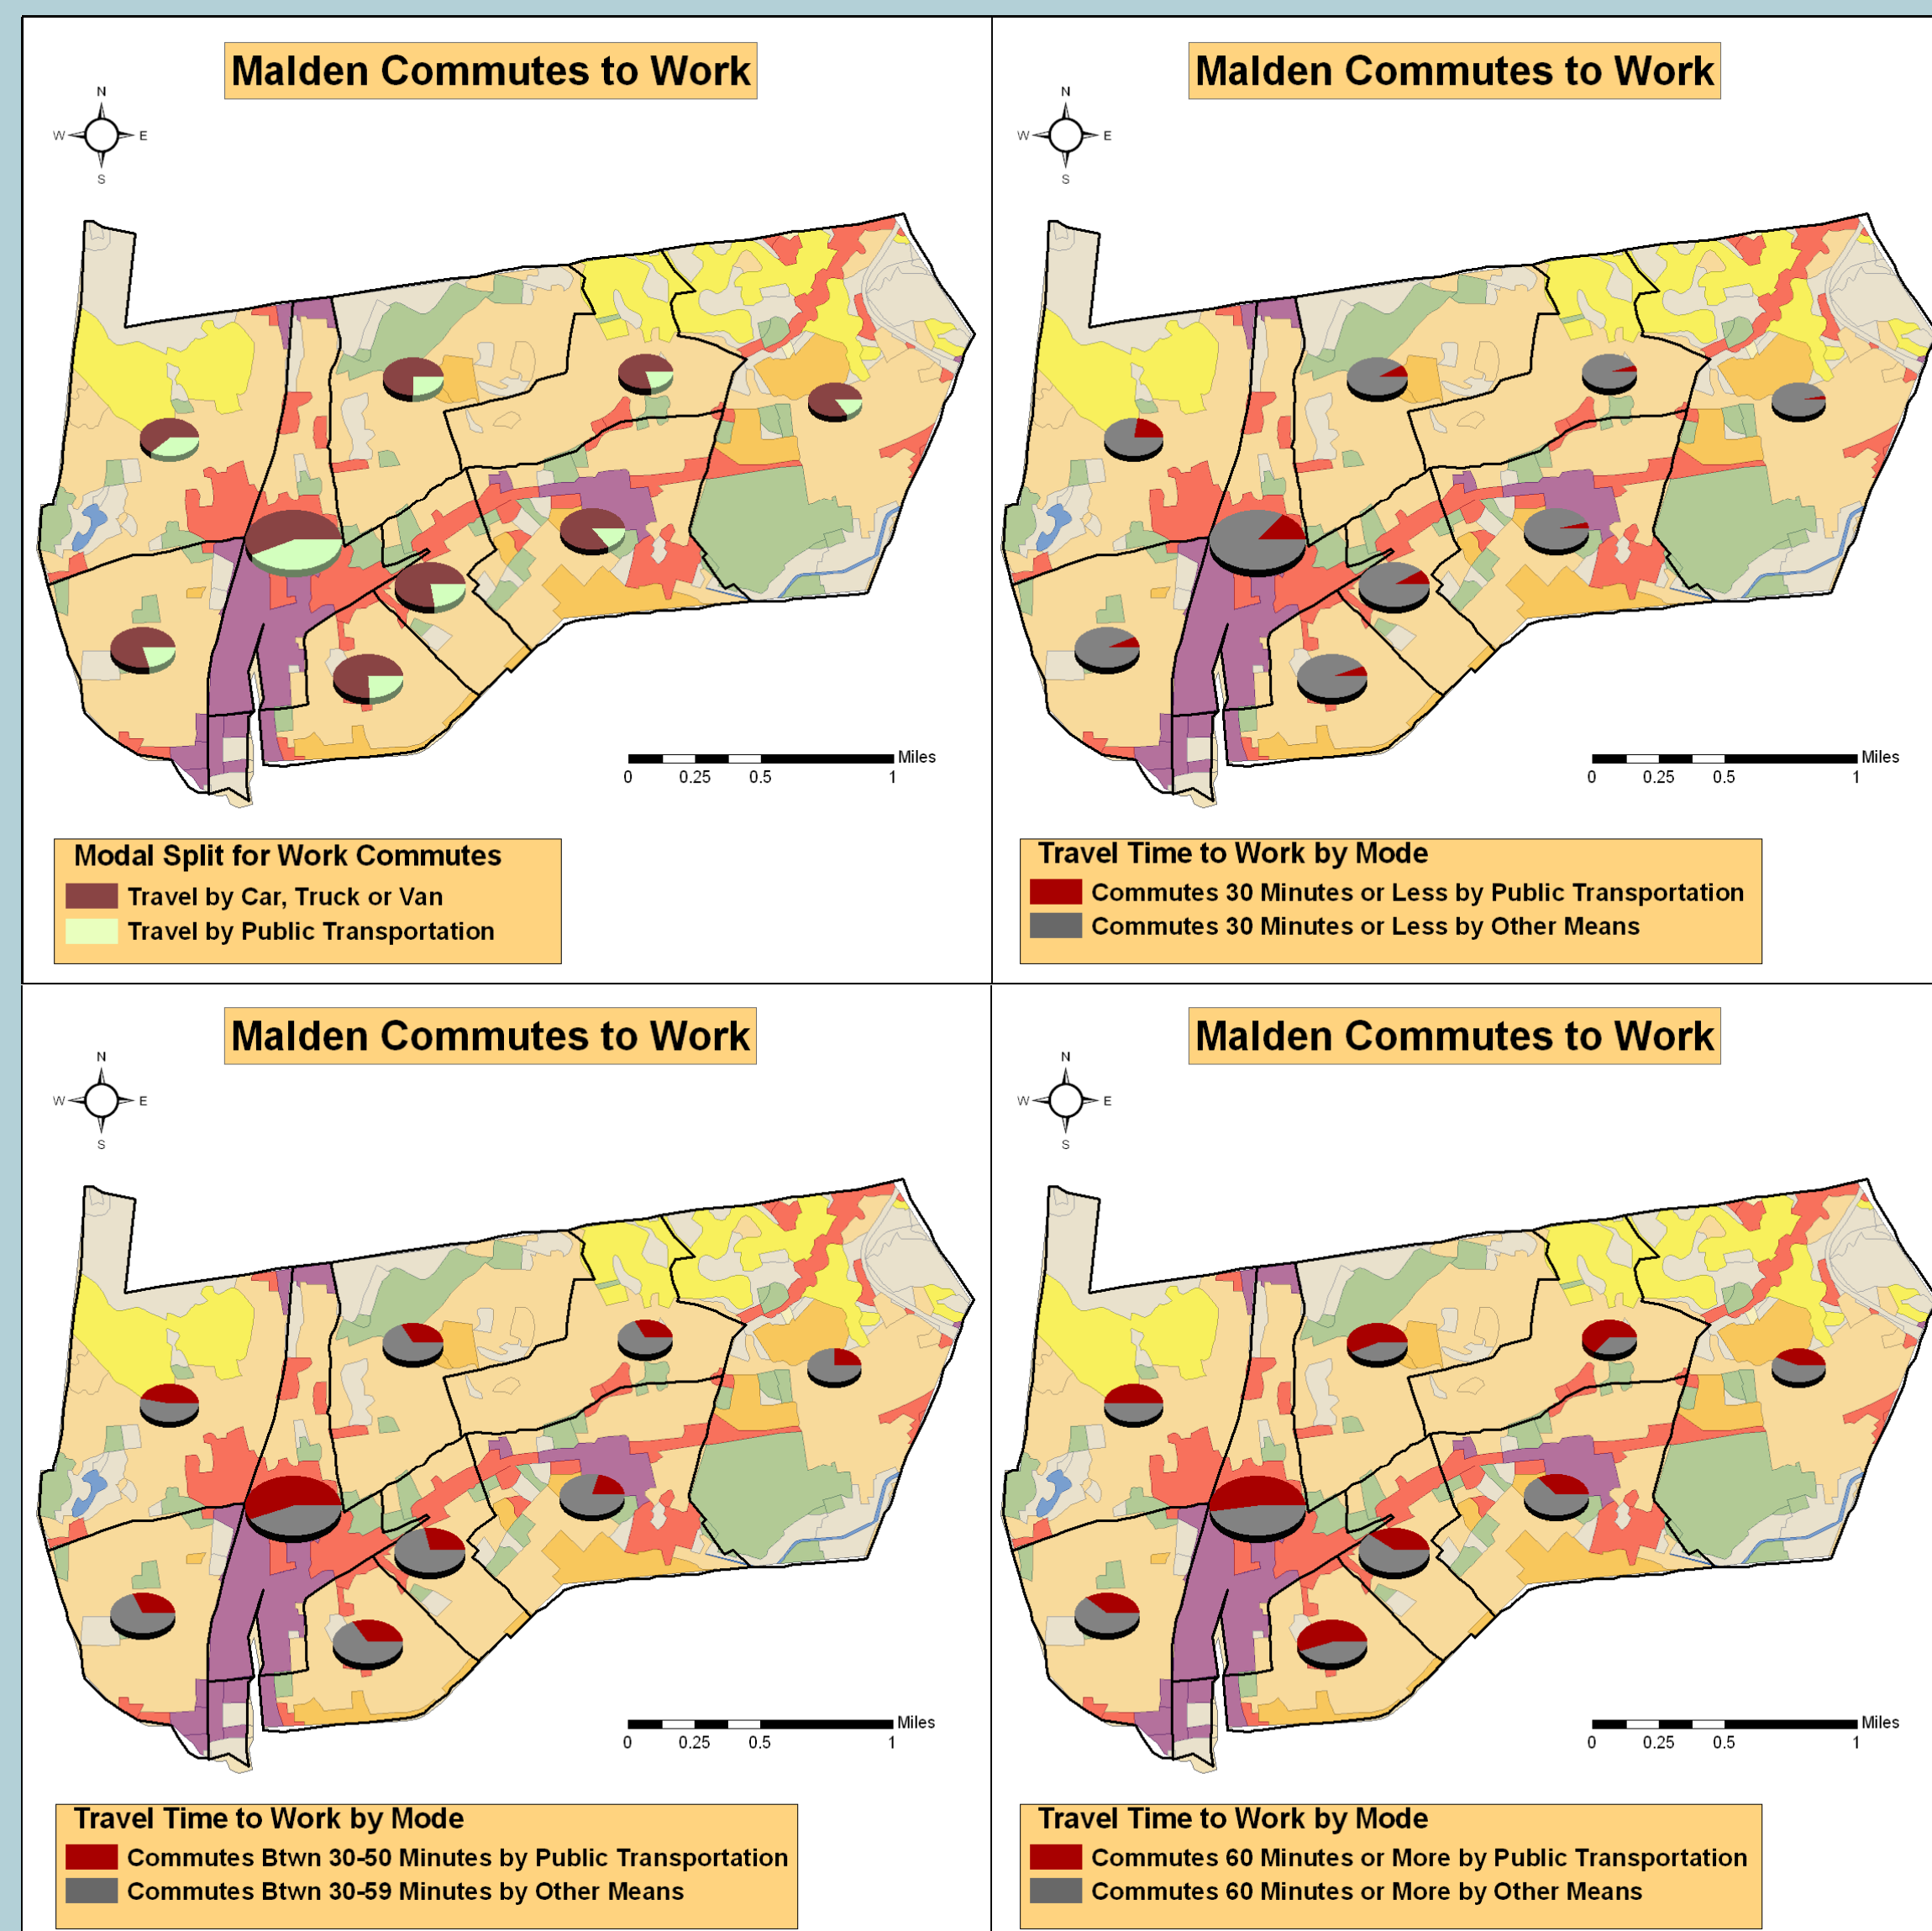 Malden Commutes to Work
N
W E
S
Miles
0 0.25 0.5 1
Modal Split for Work Commutes
Travel by Car, Truck or Van
Travel by Public Transportation
Malden Commutes to Work
N
W E
S
Miles
0 0.25 0.5 1
Travel Time to Work by Mode
Commutes 30 Minutes or Less by Public Transportation
Commutes 30 Minutes or Less by Other Means
Malden Commutes to Work
N
W E
S
Miles
0 0.25 0.5 1
Travel Time to Work by Mode
Commutes Btwn 30-50 Minutes by Public Transportation
Commutes Btwn 30-59 Minutes by Other Means
Malden Commutes to Work
N
W E
S
Miles
0 0.25 0.5 1
Travel Time to Work by Mode
Commutes 60 Minutes or More by Public Transportation
Commutes 60 Minutes or More by Other Means